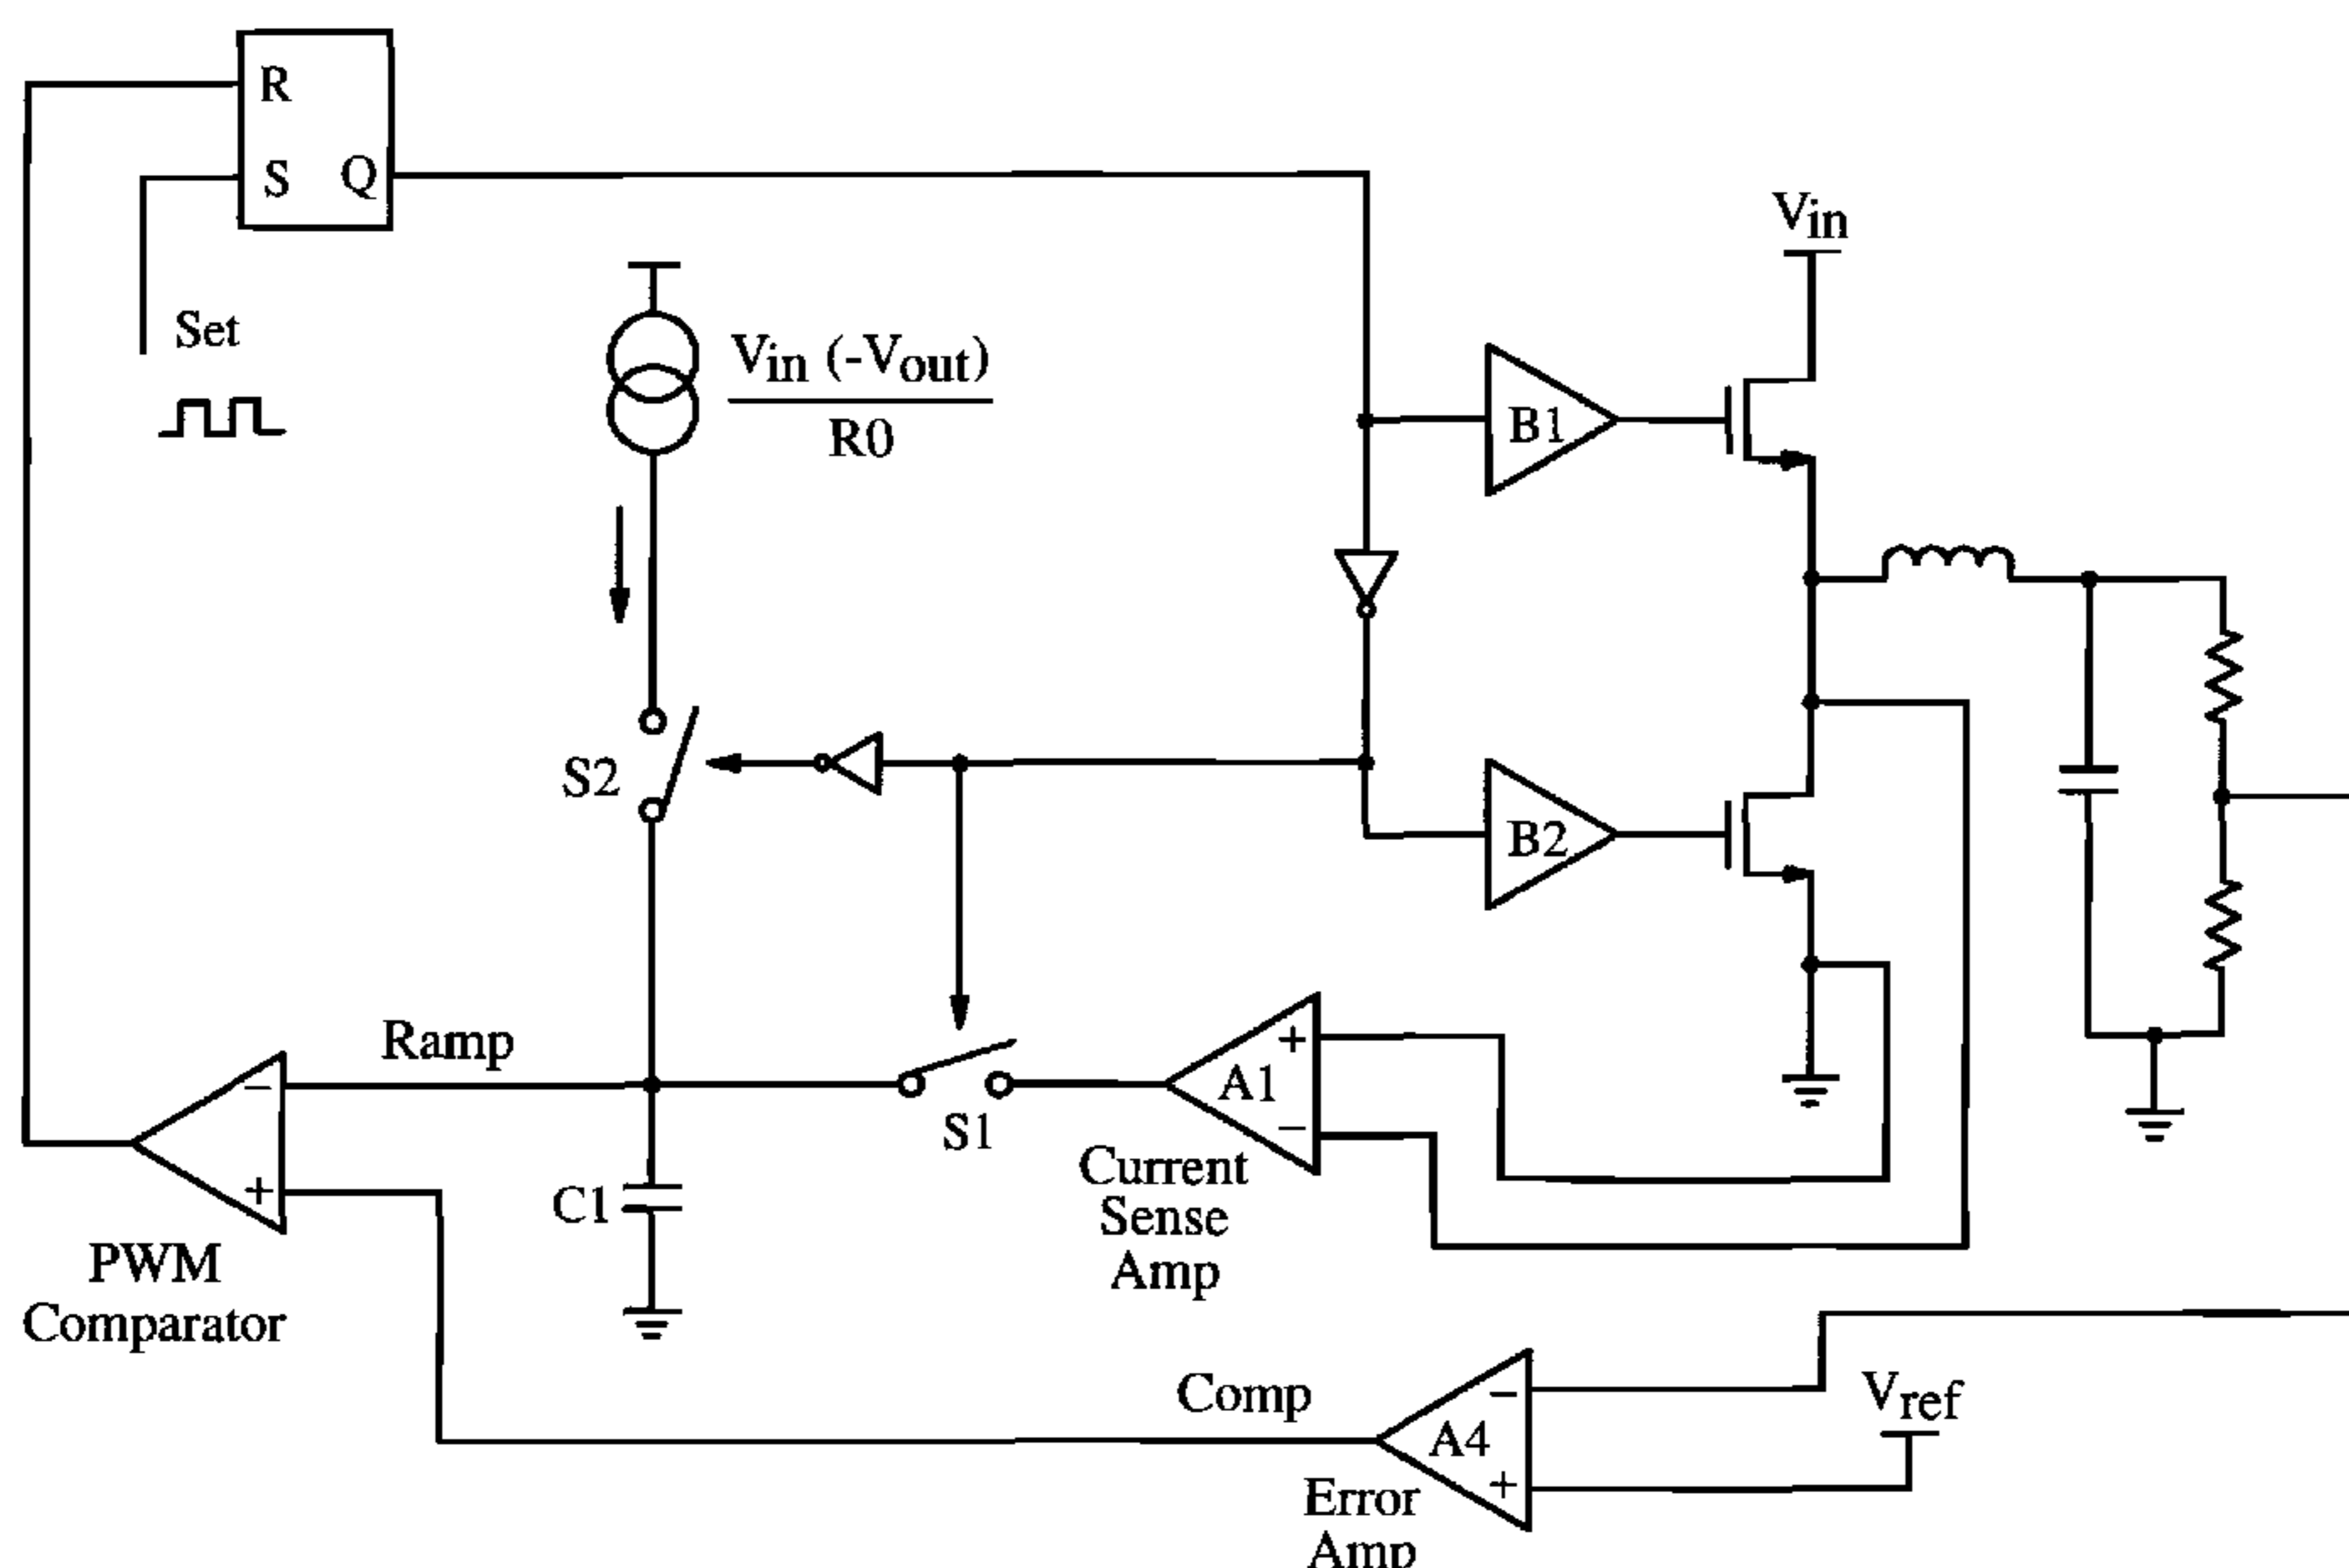 R
S Q
Set
Vin (-Vout)
R0
Vin
B1
S2
B2
Ramp
−
+
A1
+
−
S1
Current
Sense
Amp
C1
PWM
Comparator
Comp
−
A4
+
Vref
Error
Amp